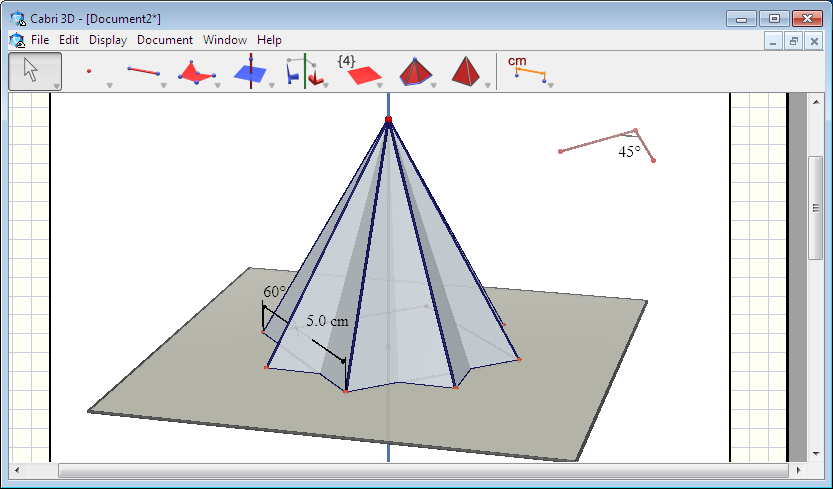 Cabri 3D - [Document2*]
File Edit Display Document Window Help
{4}
cm
45°
60°
5.0 cm